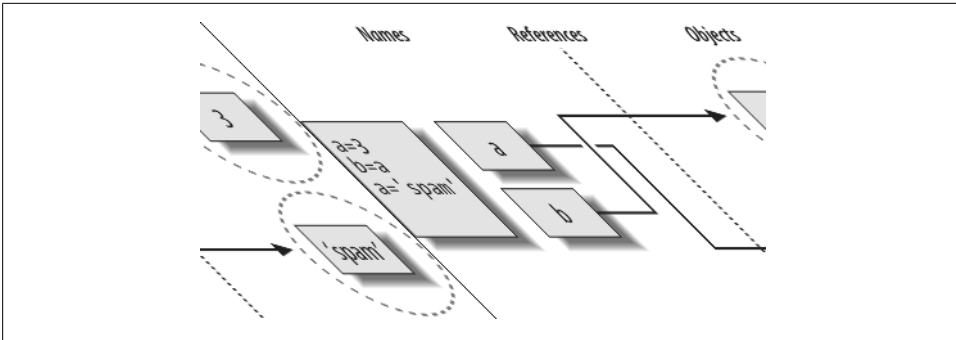 Names References Objects
3
a=3
b=a
a=' spam'
a
b
'spam'